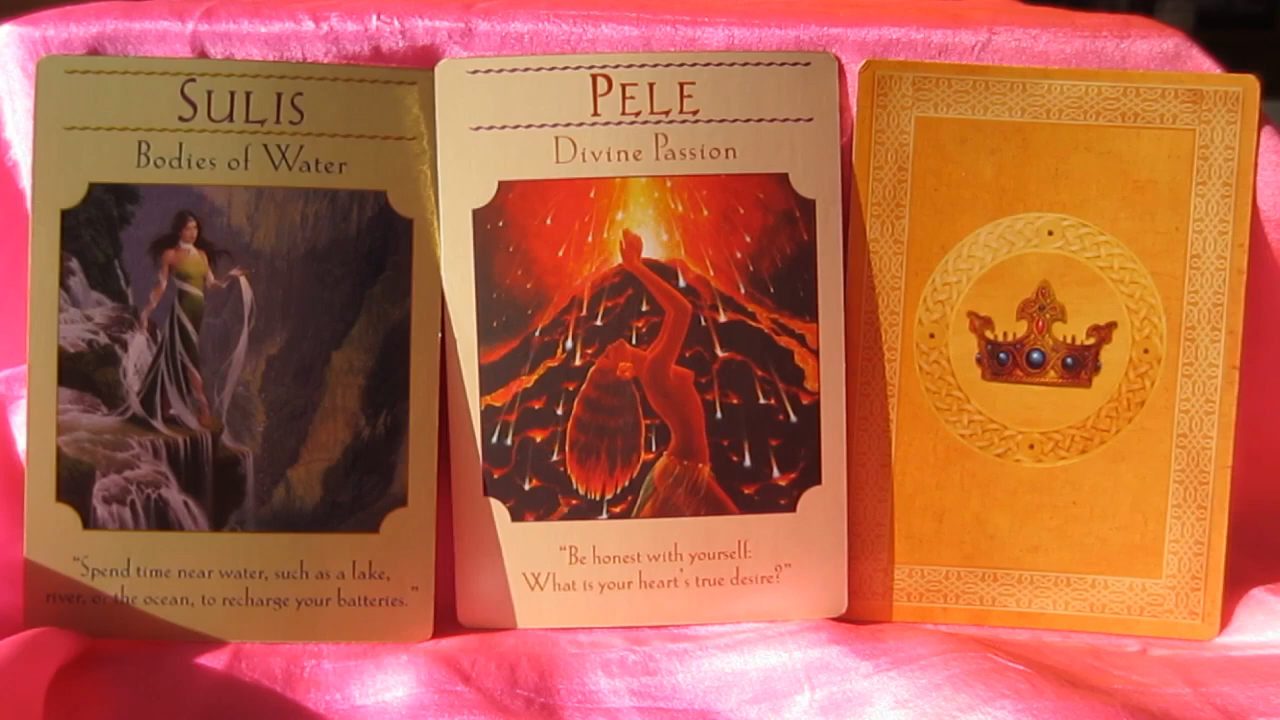 SULIS
Bodies of Water
"Spend time near water, such as a lake,
river, or the ocean, to recharge your batteries."
PELE
Divine Passion
"Be honest with yourself:
What is your heart's true desire?"